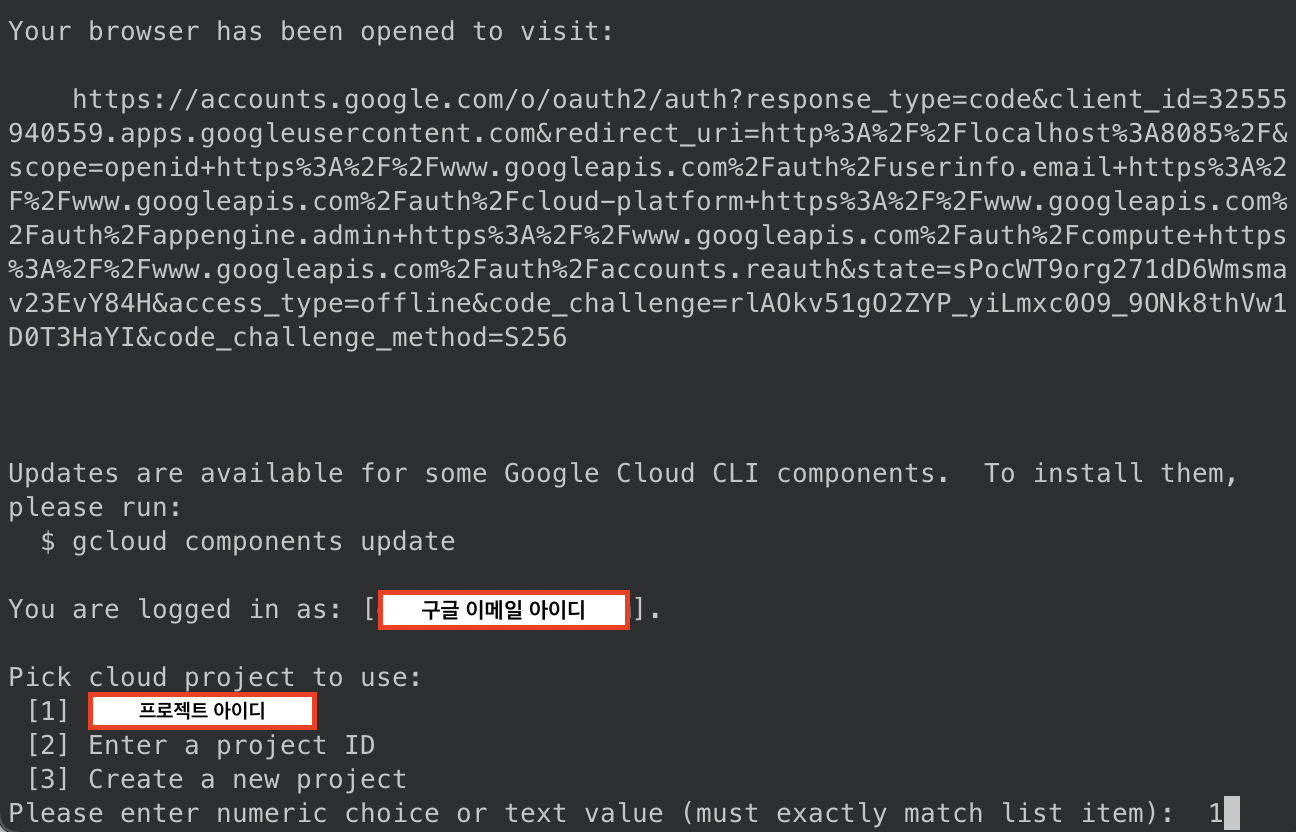 Your browser has been opened to visit:
https://accounts.google.com/o/oauth2/auth?response_type=code&client_id=32555
940559.apps.googleusercontent.com&redirect_uri=http%3A%2F%2Flocalhost%3A8085%2F&
scope=openid+https%3A%2F%2Fwww.googleapis.com%2Fauth%2Fuserinfo.email+https%3A%2
F%2Fwww.googleapis.com%2Fauth%2Fcloud-platform+https%3A%2F%2Fwww.googleapis.com%
2Fauth%2Fappengine.admin+https%3A%2F%2Fwww.googleapis.com%2Fauth%2Fcompute+https
%3A%2F%2Fwww.googleapis.com%2Fauth%2Faccounts.reauth&state=sPocWT9org271dD6Wmsma
v23EvY84H&access_type=offline&code_challenge=rlAOkv51gO2ZYP_yiLmxc0O9_9ONk8thVw1
D0T3HaYI&code_challenge_method=S256
Updates are available for some Google Cloud CLI components.  To install them,
please run:
$ gcloud components update
You are logged in as: [구글 이메일 아이디].
Pick cloud project to use:
[1] 프로젝트 아이디
[2] Enter a project ID
[3] Create a new project
Please enter numeric choice or text value (must exactly match list item):  1